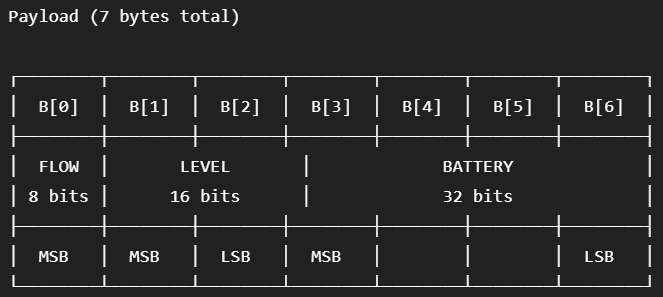 Payload (7 bytes total)
B[0] B[1] B[2] B[3] B[4] B[5] B[6]
FLOW LEVEL BATTERY
8 bits 16 bits 32 bits
MSB MSB LSB MSB LSB